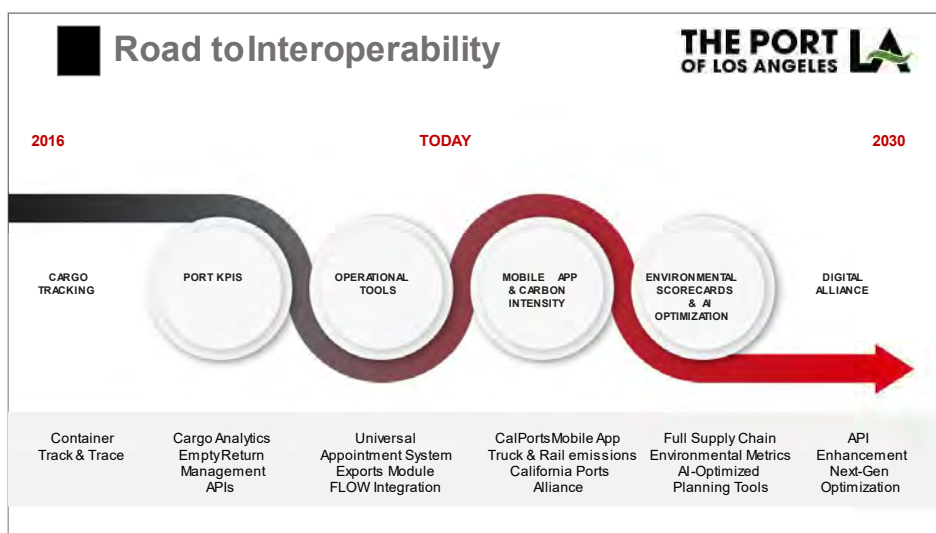 Road toInteroperability
THE PORT
OF LOS ANGELES
LA
2016
TODAY
2030
CARGO
TRACKING
PORT KPIS
OPERATIONAL
TOOLS
MOBILE APP
& CARBON
INTENSITY
ENVIRONMENTAL
SCORECARDS
& AI
OPTIMIZATION
DIGITAL
ALLIANCE
Container
Track & Trace
Cargo Analytics
EmptyReturn
Management
APIs
Universal
Appointment System
Exports Module
FLOW Integration
CalPortsMobile App
Truck & Rail emissions
California Ports
Alliance
Full Supply Chain
Environmental Metrics
AI-Optimized
Planning Tools
API
Enhancement
Next-Gen
Optimization